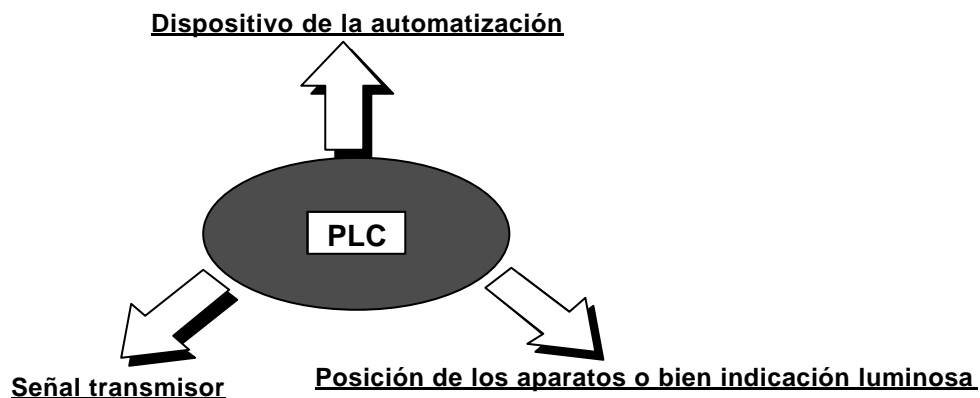 Dispositivo de la automatización
PLC
Señal transmisor
Posición de los aparatos o bien indicación luminosa